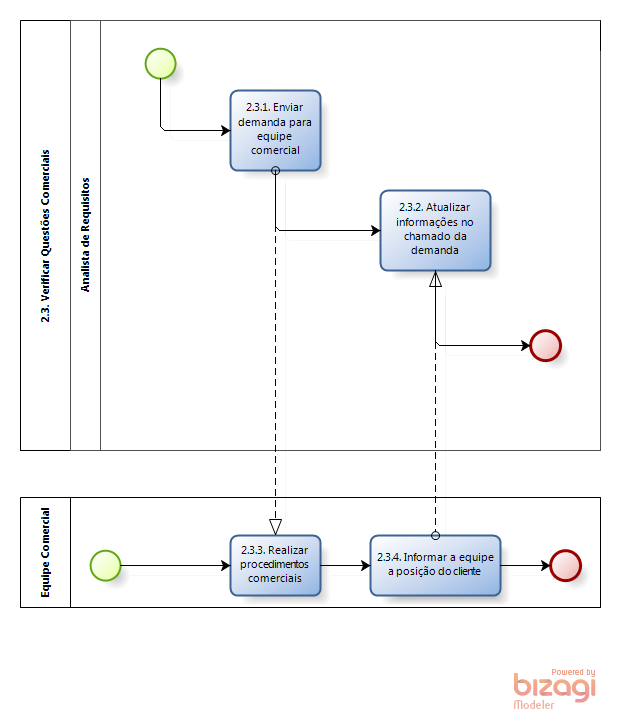 2.3. Verificar Questões Comerciais
Analista de Requisitos
2.3.1. Enviar
demanda para
equipe
comercial
2.3.2. Atualizar
informações no
chamado da
demanda
Equipe Comercial
2.3.3. Realizar
procedimentos
comerciais
2.3.4. Informar a equipe
a posição do cliente
Powered by
bizagi
Modeler